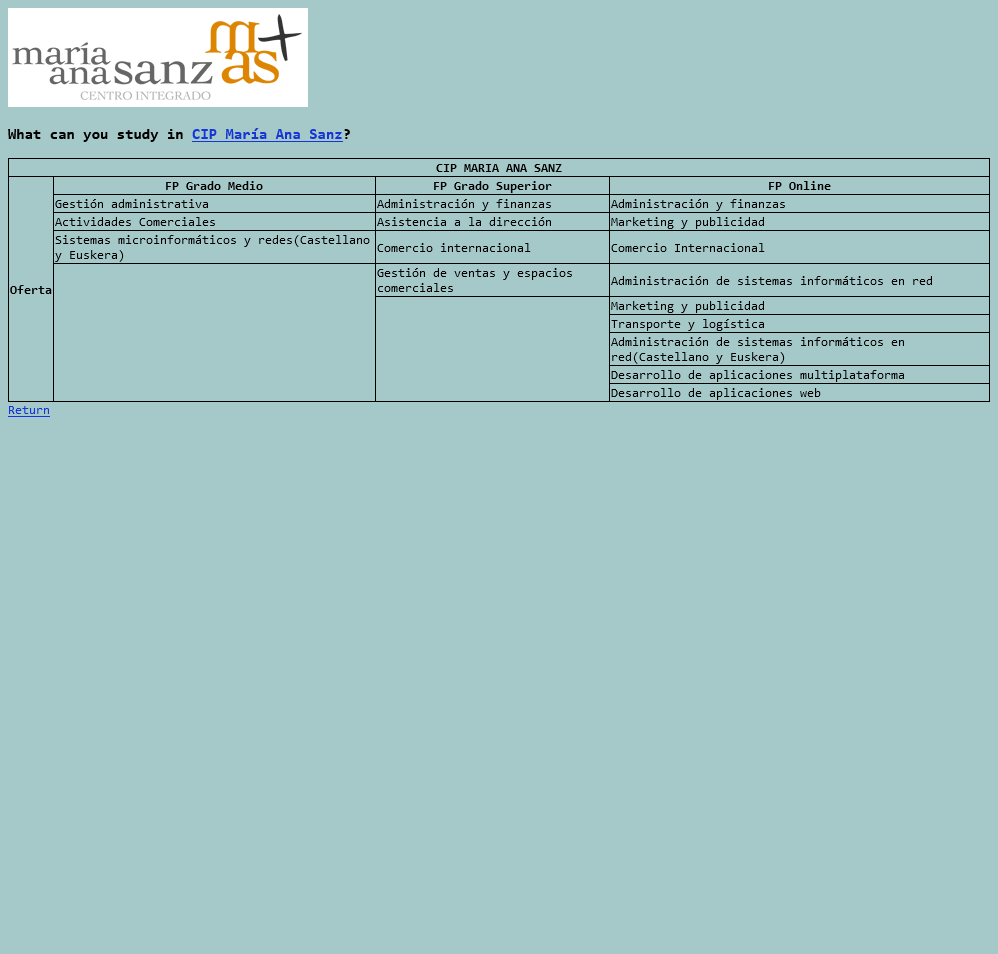 maría
ana sanz
m+
as
CENTRO INTEGRADO
What can you study in CIP María Ana Sanz?
CIP MARIA ANA SANZ
Oferta
FP Grado Medio
FP Grado Superior
FP Online
Gestión administrativa
Administración y finanzas
Administración y finanzas
Actividades Comerciales
Asistencia a la dirección
Marketing y publicidad
Sistemas microinformáticos y redes(Castellano
y Euskera)
Comercio internacional
Comercio Internacional
Gestión de ventas y espacios
comerciales
Administración de sistemas informáticos en red
Marketing y publicidad
Transporte y logística
Administración de sistemas informáticos en
red(Castellano y Euskera)
Desarrollo de aplicaciones multiplataforma
Desarrollo de aplicaciones web
Return